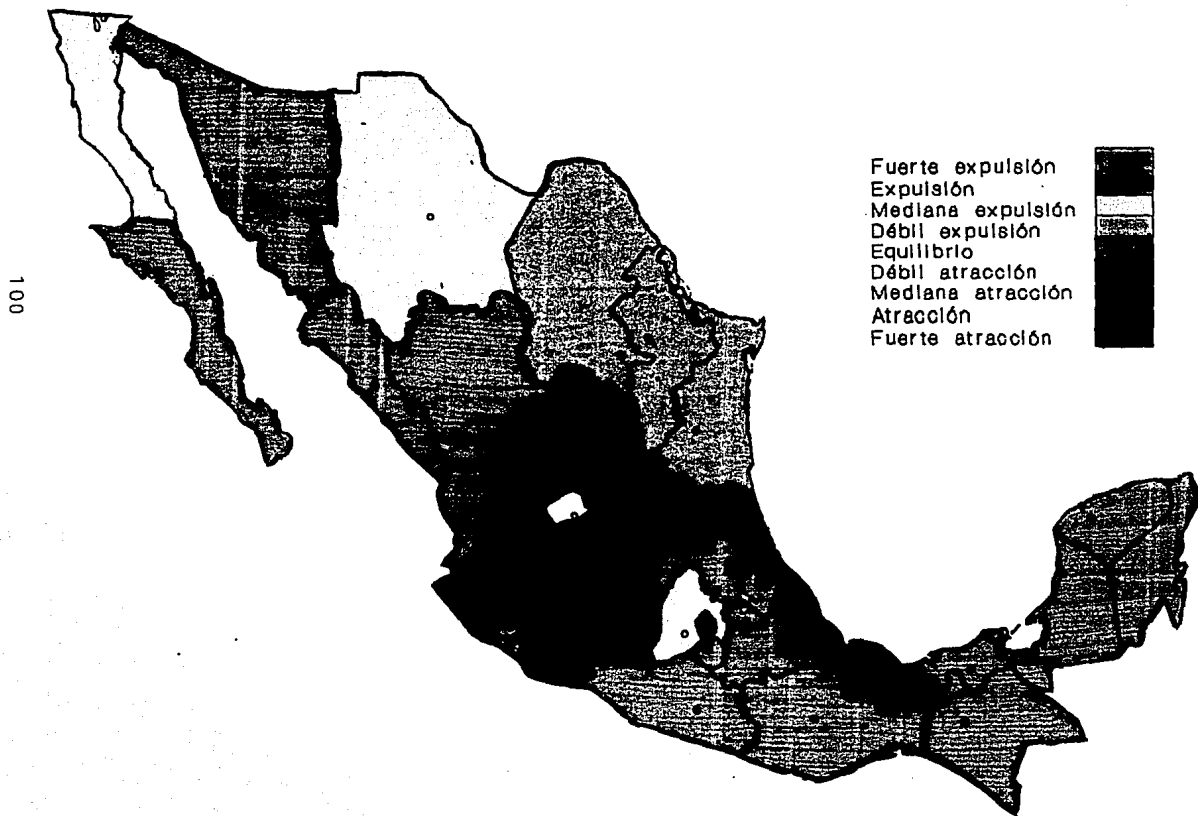 Fuerte expulsión
Expulsión
Mediana expulsión
Débil expulsión
Equilibrio
Débil atracción
Mediana atracción
Atracción
Fuerte atracción
100